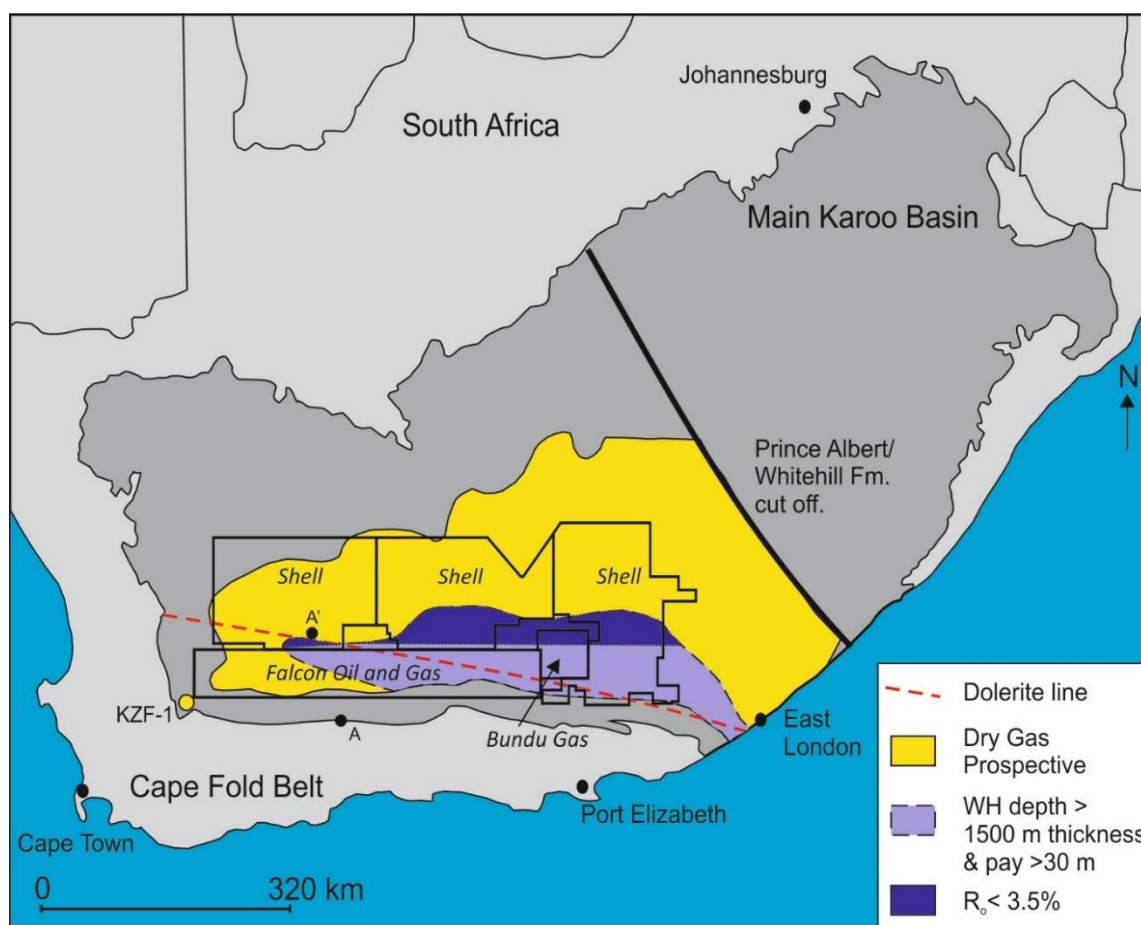 Johannesburg
South Africa
Main Karoo Basin
N
Prince Albert/
Whitehill Fm.
cut off.
Shell
Shell
Shell
A'
Falcon Oil and Gas
KZF-1
A
Bundu Gas
East
London
Cape Fold Belt
Port Elizabeth
Cape Town
0
320 km
Dolerite line
Dry Gas
Prospective
WH depth >
1500 m thickness
& pay >30 m
Ro< 3.5%